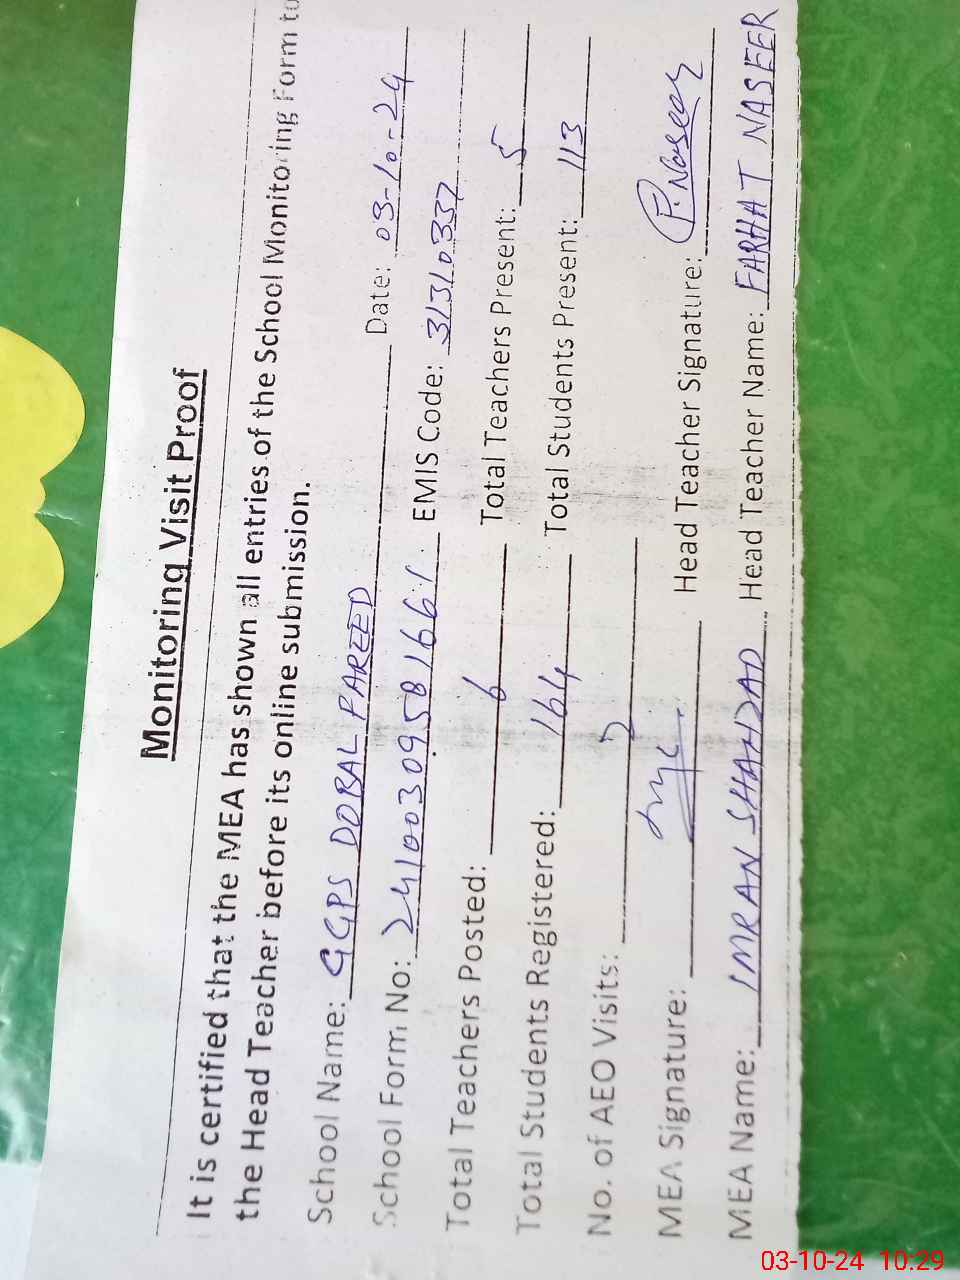 Monitoring Visit Proof
It is certified that the MEA has shown all entries of the School Monitoring Form to
the Head Teacher before its online submission.
School Name: GGPS DOBAL PAREED Date: 03-10-24
School Form No: 24100309581661 EMIS Code: 31310337
Total Teachers Posted: 6 Total Teachers Present: 5
Total Students Registered: 164 Total Students Present: 113
No. of AEO Visits:
MEA Signature: Head Teacher Signature: F. Naseer
MEA Name: IMRAN SHAHZAD Head Teacher Name: FARHAT NASEER
03-10-24 10:29